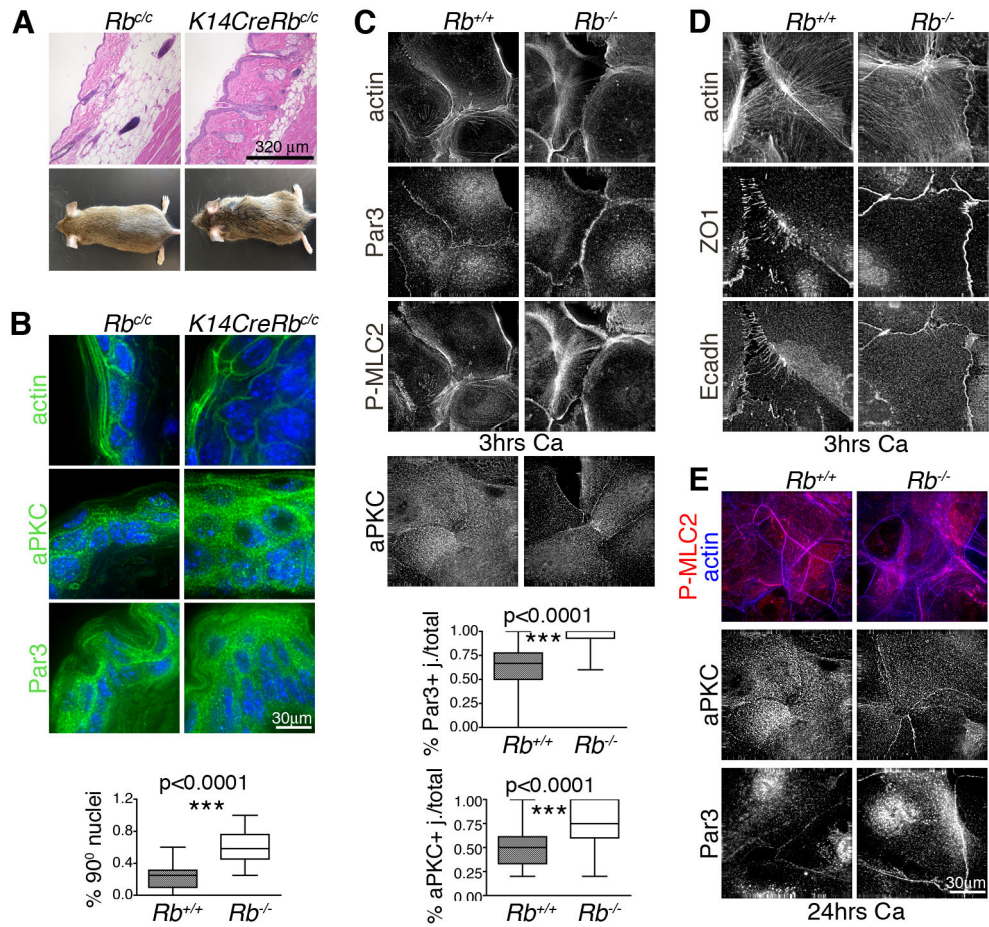 A
Rb^c/c K14CreRb^c/c
320 µm
B
Rb^c/c K14CreRb^c/c
actin
aPKC
Par3
30µm
p<0.0001
***
% 90⁰ nuclei
1.2
0.8
0.4
0.0
Rb^+/+ Rb^-/-
C
Rb^+/+ Rb^-/-
actin
Par3
P-MLC2
3hrs Ca
aPKC
p<0.0001
***
% Par3+ j./total
1.00
0.75
0.50
0.25
0.00
Rb^+/+ Rb^-/-
p<0.0001
***
% aPKC+ j./total
1.00
0.75
0.50
0.25
0.00
Rb^+/+ Rb^-/-
D
Rb^+/+ Rb^-/-
actin
ZO1
Ecadh
3hrs Ca
E
Rb^+/+ Rb^-/-
P-MLC2
actin
aPKC
Par3
30µm
24hrs Ca